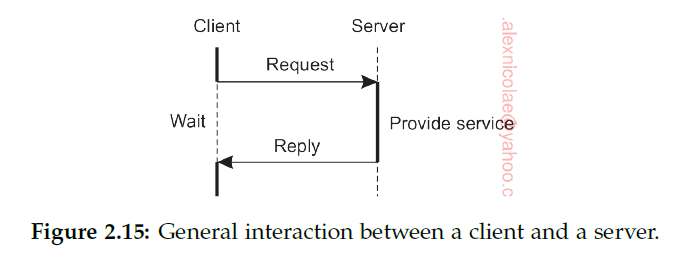 Client Server
Request
Wait
Provide service
Reply
.alexnicolae@yahoo.c
Figure 2.15: General interaction between a client and a server.